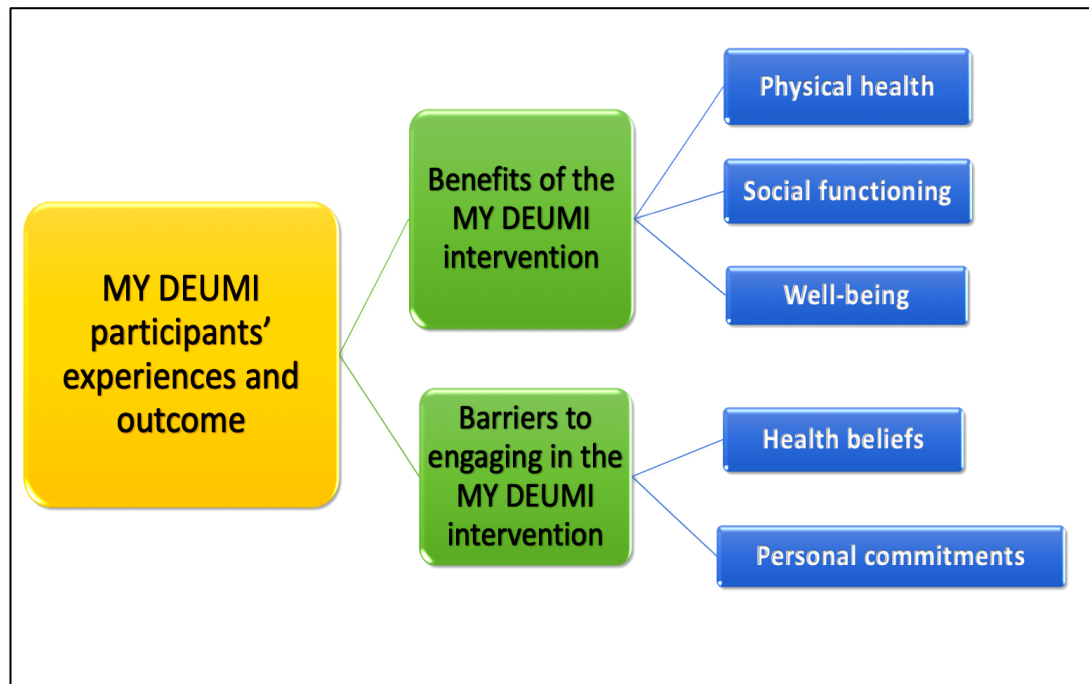 MY DEUMI
participants’
experiences and
outcome
Benefits of the
MY DEUMI
intervention
Physical health
Social functioning
Well-being
Barriers to
engaging in the
MY DEUMI
intervention
Health beliefs
Personal commitments